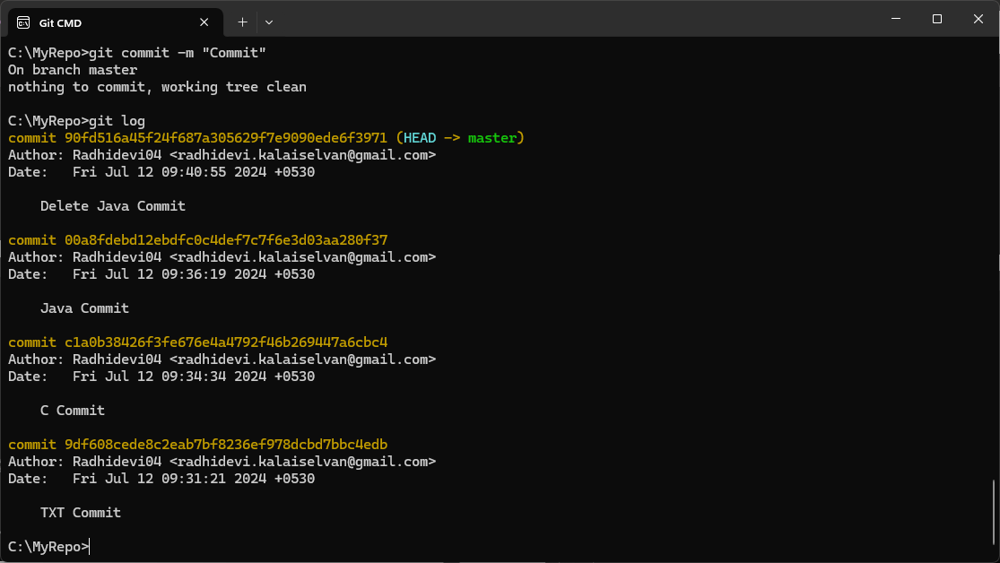 Git CMD
C:\MyRepo>git commit -m "Commit"
On branch master
nothing to commit, working tree clean
C:\MyRepo>git log
commit 90fd516a45f24f687a305629f7e9090ede6f3971 (HEAD -> master)
Author: Radhidevi04 <radhidevi.kalaiselvan@gmail.com>
Date:   Fri Jul 12 09:40:55 2024 +0530
    Delete Java Commit
commit 00a8fdebd12ebdfc0c4def7c7f6e3d03aa280f37
Author: Radhidevi04 <radhidevi.kalaiselvan@gmail.com>
Date:   Fri Jul 12 09:36:19 2024 +0530
    Java Commit
commit c1a0b38426f3fe676e4a4792f46b269447a6cbc4
Author: Radhidevi04 <radhidevi.kalaiselvan@gmail.com>
Date:   Fri Jul 12 09:34:34 2024 +0530
    C Commit
commit 9df608cede8c2eab7bf8236ef978dcbd7bbc4edb
Author: Radhidevi04 <radhidevi.kalaiselvan@gmail.com>
Date:   Fri Jul 12 09:31:21 2024 +0530
    TXT Commit
C:\MyRepo>